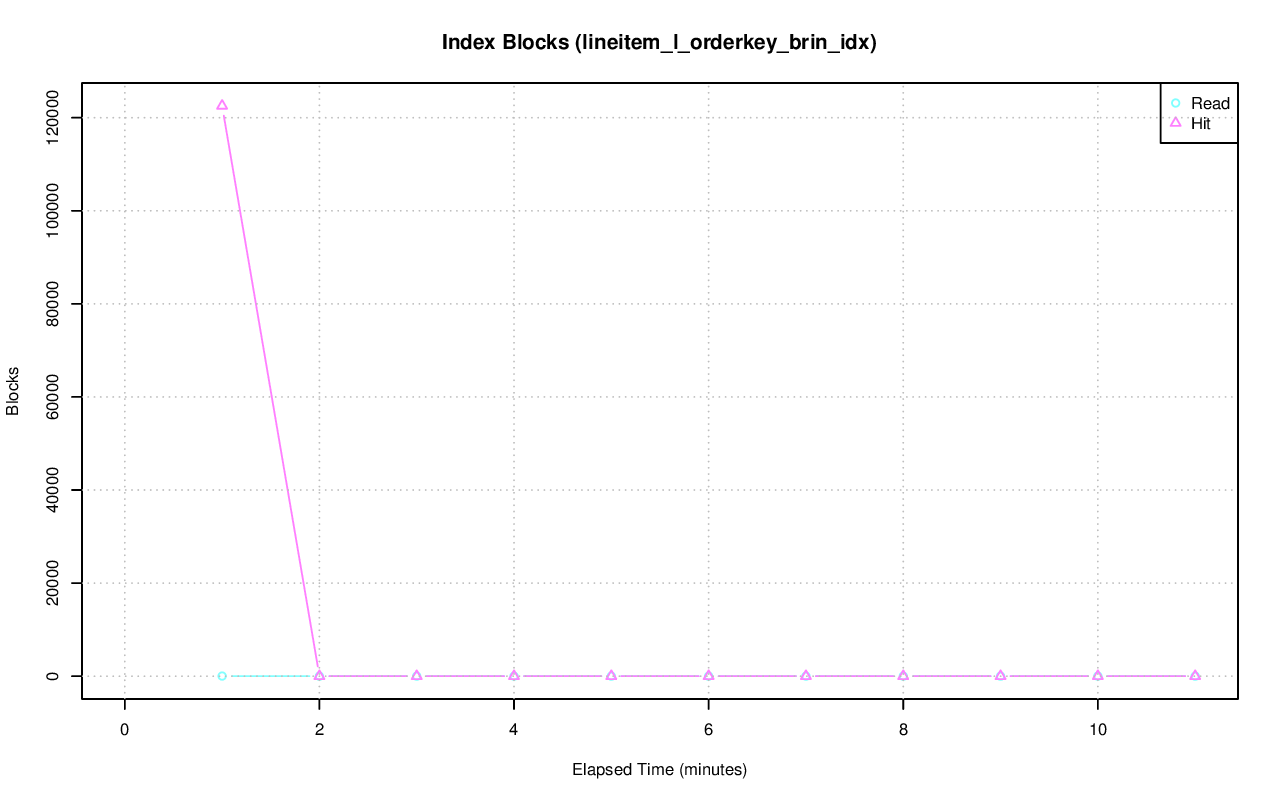 Index Blocks (lineitem_l_orderkey_brin_idx)
Read
Hit
120000
100000
80000
60000
40000
20000
0
Blocks
0 2 4 6 8 10
Elapsed Time (minutes)